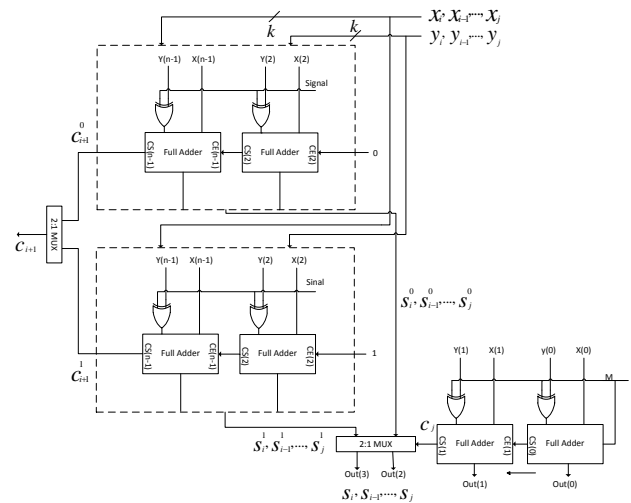 k
x_i, x_{i-1},..., x_j
k
y_i, y_{i-1},..., y_j
Y(n-1) X(n-1) Y(2) X(2)
Signal
c^0_{i+1}
CS(n-1) Full Adder CE(n-1) CS(2) Full Adder CE(2) 0
2:1 MUX
c_{i+1}
Y(n-1) X(n-1) Y(2) X(2)
Sinal
s^0_i, s^0_{i-1},..., s^0_j
CS(n-1) Full Adder CE(n-1) CS(2) Full Adder CE(2) 1
c^1_{i+1}
Y(1) X(1) y(0) X(0)
M
s^1_i, s^1_{i-1},..., s^1_j
2:1 MUX
c_j
CS(1) Full Adder CE(1) CS(0) Full Adder
Out(3) Out(2) Out(1) Out(0)
s_i, s_{i-1},..., s_j